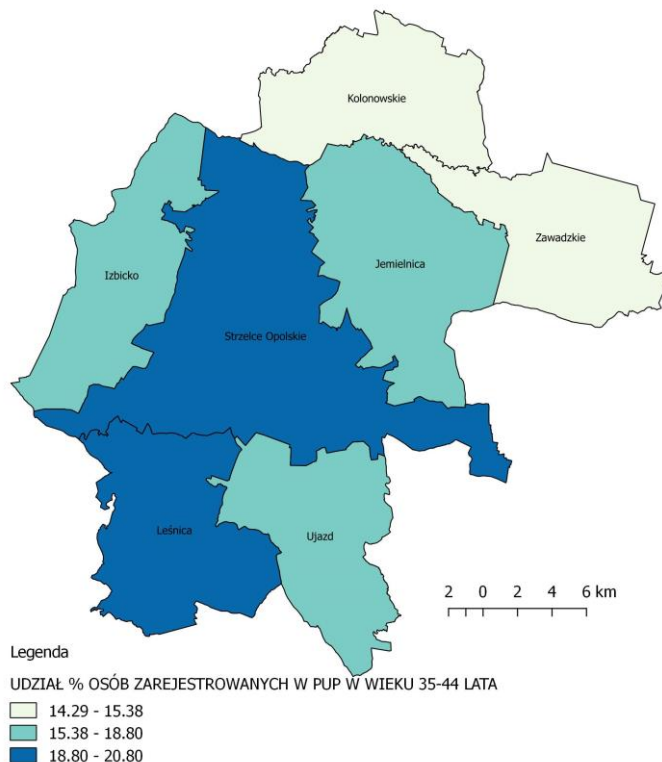 Kolonowskie
Zawadzkie
Jemielnica
Izbicko
Strzelce Opolskie
Leśnica
Ujazd
2 0 2 4 6 km
Legenda
UDZIAŁ % OSÓB ZAREJESTROWANYCH W PUP W WIEKU 35-44 LATA
14.29 - 15.38
15.38 - 18.80
18.80 - 20.80